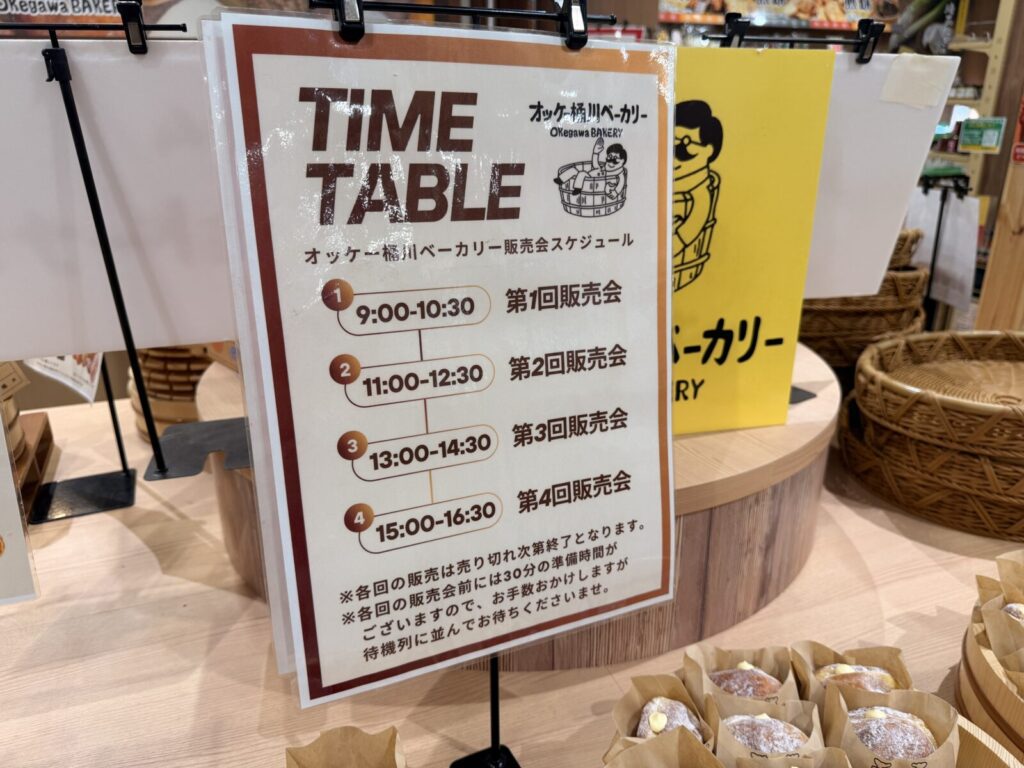 OKegawa BAKERY
TIME
TABLE
オッケー桶川ベーカリー
OKegawa BAKERY
オッケー桶川ベーカリー販売会スケジュール
1
9:00-10:30
第1回販売会
2
11:00-12:30
第2回販売会
3
13:00-14:30
第3回販売会
4
15:00-16:30
第4回販売会
※各回の販売は売り切れ次第終了となります。
※各回の販売会前には30分の準備時間が
ございますので、お手数おかけしますが
待機列に並んでお待ちくださいませ。
ベーカリー
ERY